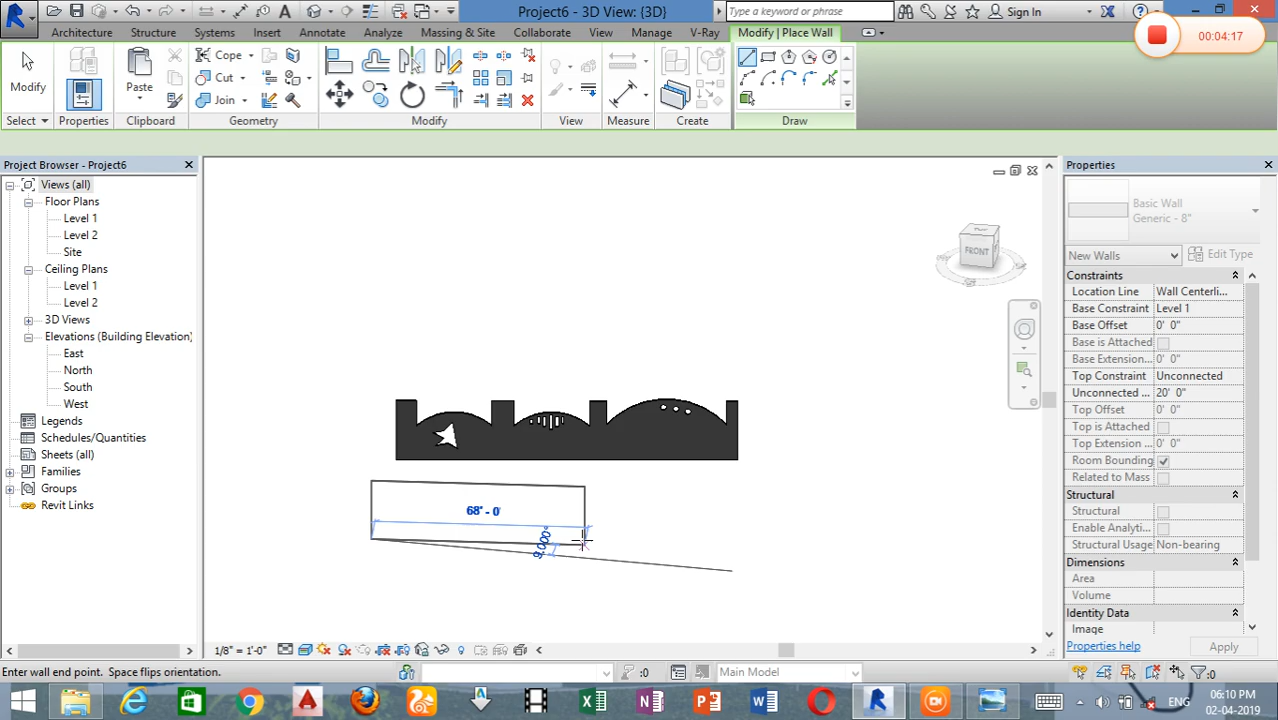 Project6 - 3D View: {3D}
Type a keyword or phrase
Sign In
00:04:17
Architecture
Structure
Systems
Insert
Annotate
Analyze
Massing & Site
Collaborate
View
Manage
V-Ray
Modify | Place Wall
Modify
Paste
Cope
Cut
Join
Select
Properties
Clipboard
Geometry
Modify
View
Measure
Create
Draw
Project Browser - Project6
Views (all)
Floor Plans
Level 1
Level 2
Site
Ceiling Plans
Level 1
Level 2
3D Views
Elevations (Building Elevation)
East
North
South
West
Legends
Schedules/Quantities
Sheets (all)
Families
Groups
Revit Links
FRONT
68' - 0"
9.000°
Properties
Basic Wall
Generic - 8"
New Walls
Edit Type
Constraints
Location Line Wall Centerli...
Base Constraint Level 1
Base Offset 0' 0"
Base is Attached
Base Extension... 0' 0"
Top Constraint Unconnected
Unconnected ... 20' 0"
Top Offset 0' 0"
Top is Attached
Top Extension ... 0' 0"
Room Bounding
Related to Mass
Structural
Structural
Enable Analyti...
Structural Usage Non-bearing
Dimensions
Area
Volume
Identity Data
Image
Properties help
Apply
1/8" = 1'-0"
Enter wall end point. Space flips orientation.
:0
Main Model
:0
ENG
06:10 PM
02-04-2019